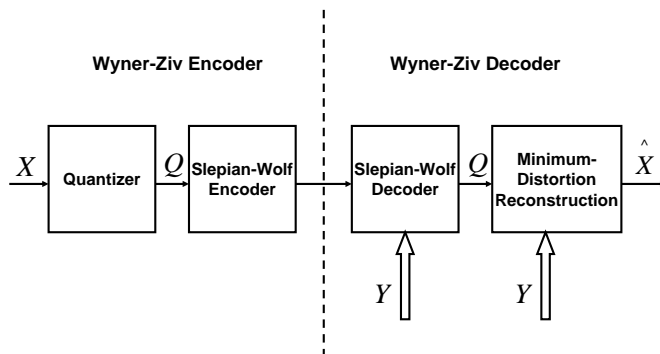 Wyner-Ziv Encoder
Wyner-Ziv Decoder
X
Quantizer
Q
Slepian-Wolf
Encoder
Slepian-Wolf
Decoder
Q
Minimum-
Distortion
Reconstruction
X̂
Y
Y